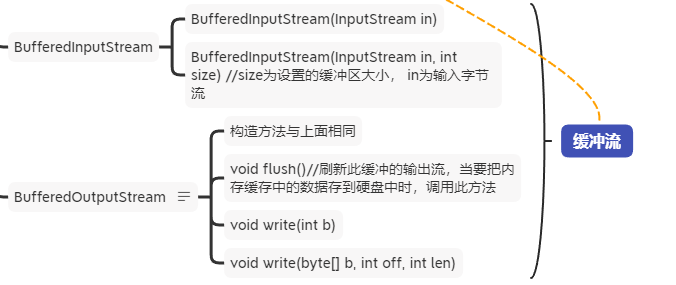 BufferedInputStream(InputStream in)
BufferedInputStream
BufferedInputStream(InputStream in, int
size) //size为设置的缓冲区大小， in为输入字节
流
构造方法与上面相同
缓冲流
void flush()//刷新此缓冲的输出流，当要把内
存缓存中的数据存到硬盘中时，调用此方法
BufferedOutputStream
void write(int b)
void write(byte[] b, int off, int len)